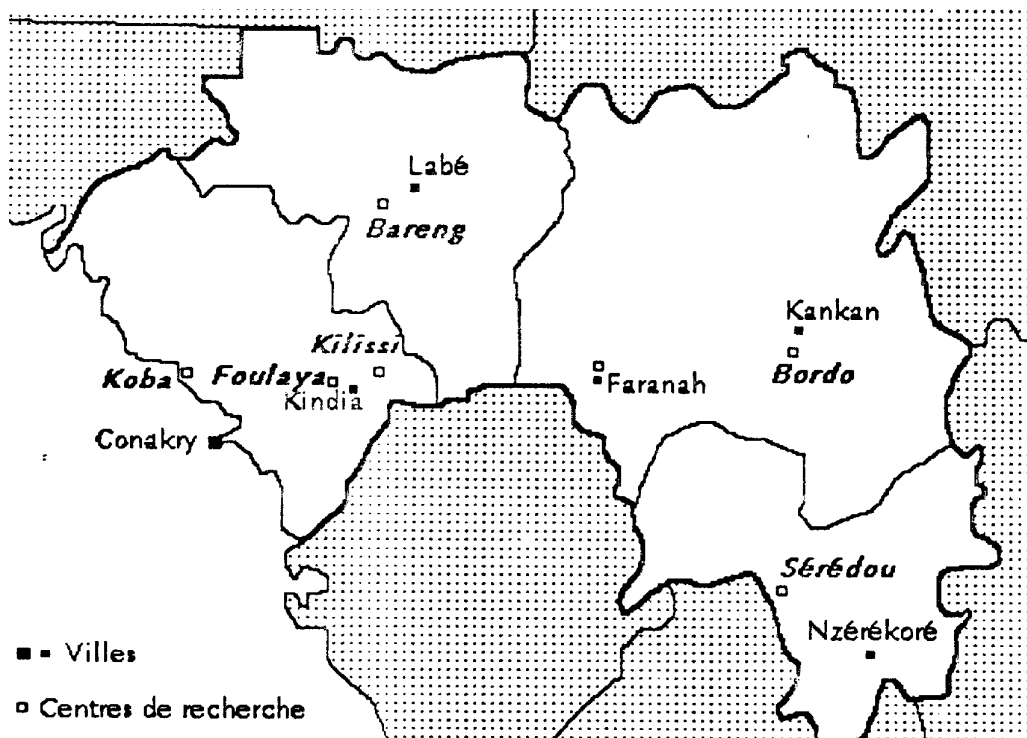 Labé
Bareng
Kankan
Kilissi
Koba
Foulaya
Bordo
Faranah
Kindia
Conakry
Sérédou
Nzérékoré
Villes
Centres de recherche